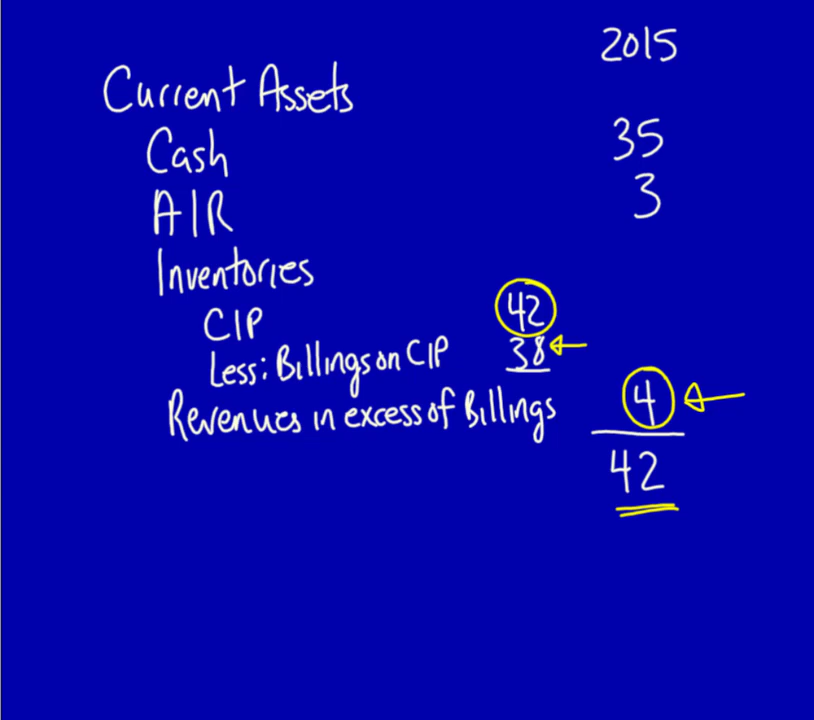 2015
Current Assets
Cash 35
A/R 3
Inventories
CIP 42
Less: Billings on CIP 38
Revenues in excess of Billings 4
42